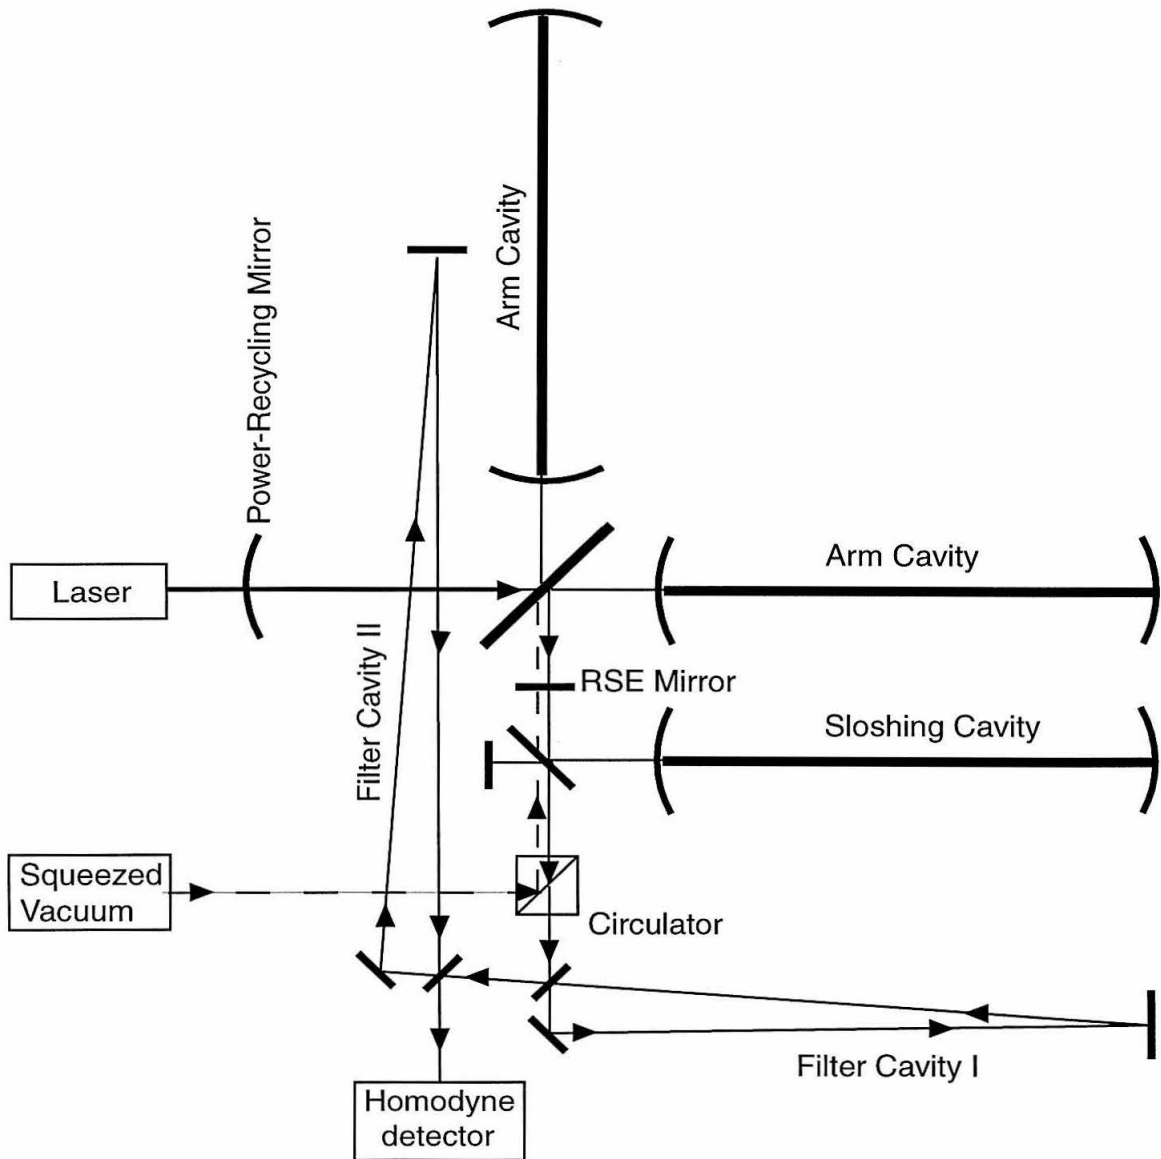 Arm Cavity
Power-Recycling Mirror
Arm Cavity
Laser
Filter Cavity II
RSE Mirror
Sloshing Cavity
Squeezed
Vacuum
Circulator
Filter Cavity I
Homodyne
detector